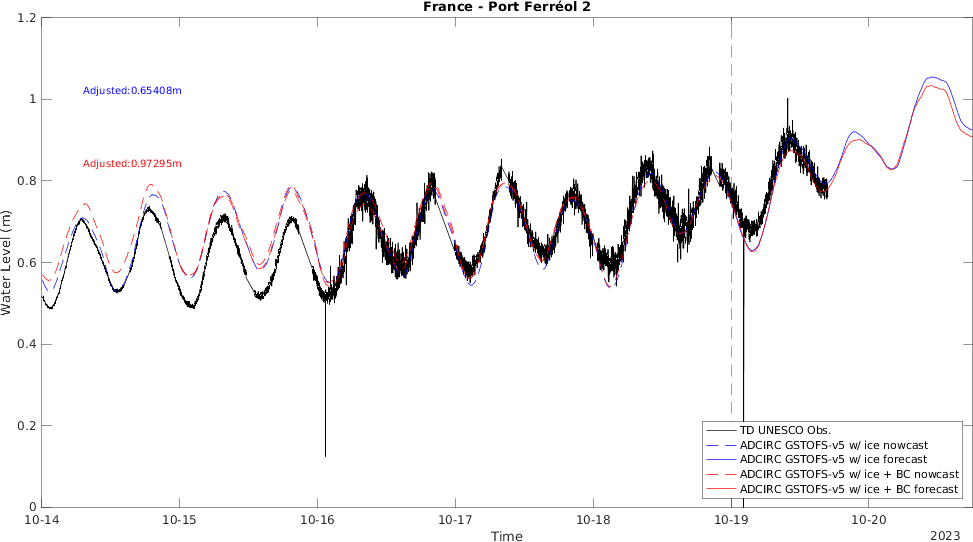 France - Port Ferréol 2
1.2
1
0.8
0.6
0.4
0.2
0
Water Level (m)
Adjusted:0.65408m
Adjusted:0.97295m
TD UNESCO Obs.
ADCIRC GSTOFS-v5 w/ ice nowcast
ADCIRC GSTOFS-v5 w/ ice forecast
ADCIRC GSTOFS-v5 w/ ice + BC nowcast
ADCIRC GSTOFS-v5 w/ ice + BC forecast
10-14 10-15 10-16 10-17 10-18 10-19 10-20
Time
2023